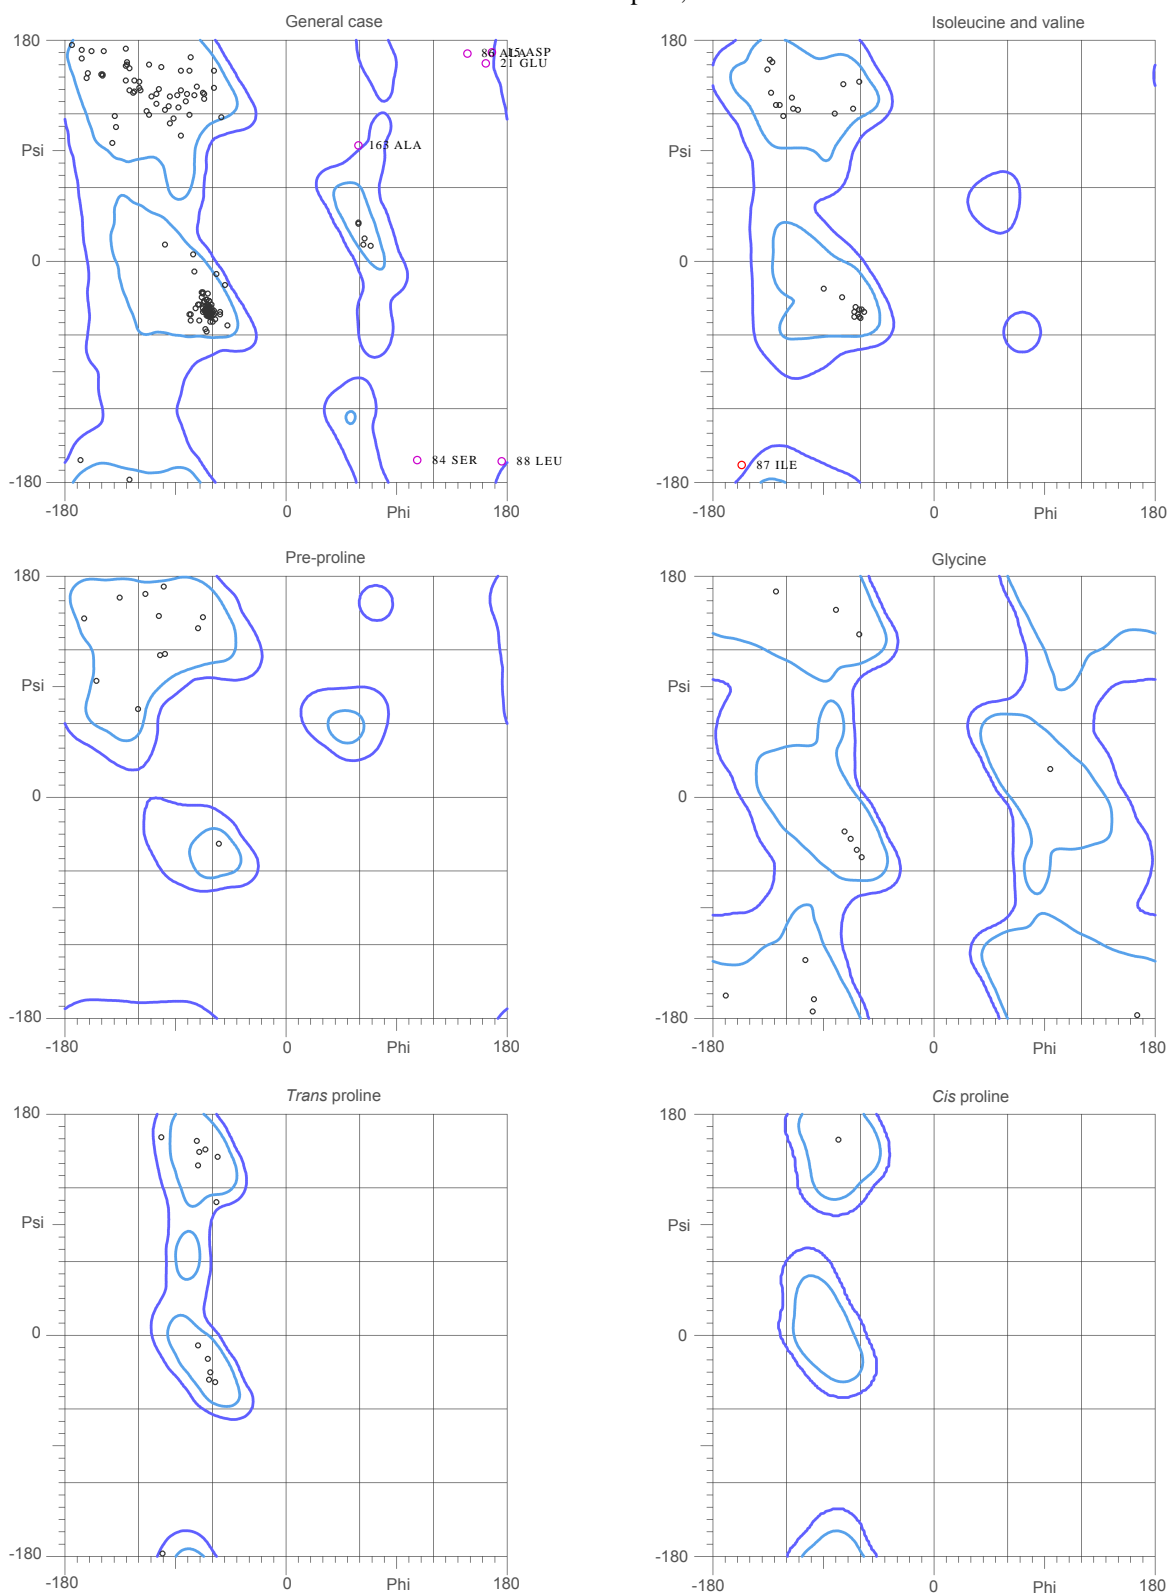 General case
Isoleucine and valine
180
Psi
0
-180
-180
0
Phi
180
21 GLU
163 ALA
84 SER
88 LEU
180
Psi
0
-180
-180
0
Phi
180
87 ILE
Pre-proline
Glycine
180
Psi
0
-180
-180
0
Phi
180
180
Psi
0
-180
-180
0
Phi
180
Trans proline
Cis proline
180
Psi
0
-180
-180
0
Phi
180
180
Psi
0
-180
-180
0
Phi
180